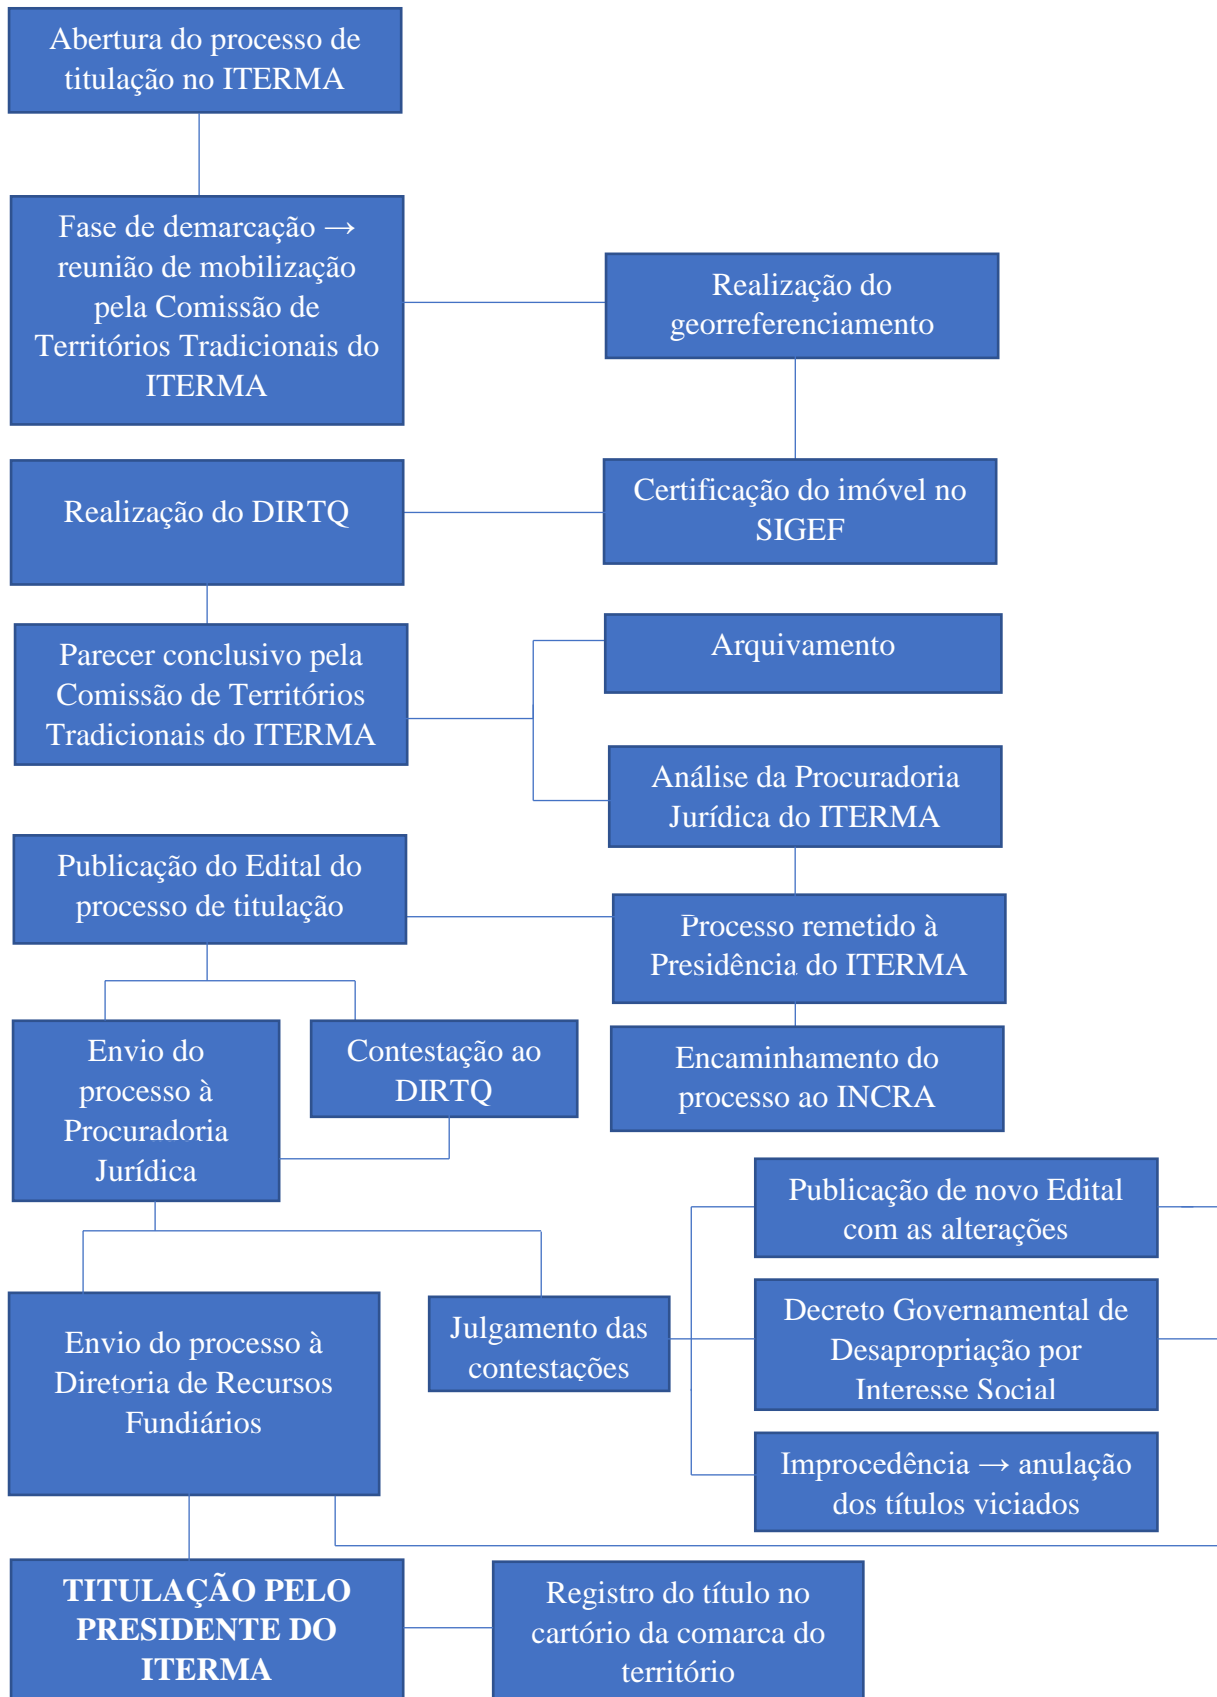 Abertura do processo de
titulação no ITERMA
Fase de demarcação →
reunião de mobilização
pela Comissão de
Territórios Tradicionais do
ITERMA
Realização do
georreferenciamento
Realização do DIRTQ
Certificação do imóvel no
SIGEF
Parecer conclusivo pela
Comissão de Territórios
Tradicionais do ITERMA
Arquivamento
Análise da Procuradoria
Jurídica do ITERMA
Publicação do Edital do
processo de titulação
Processo remetido à
Presidência do ITERMA
Envio do
processo à
Procuradoria
Jurídica
Contestação ao
DIRTQ
Encaminhamento do
processo ao INCRA
Publicação de novo Edital
com as alterações
Envio do processo à
Diretoria de Recursos
Fundiários
Julgamento das
contestações
Decreto Governamental de
Desapropriação por
Interesse Social
Improcedência → anulação
dos títulos viciados
TITULAÇÃO PELO
PRESIDENTE DO
ITERMA
Registro do título no
cartório da comarca do
território